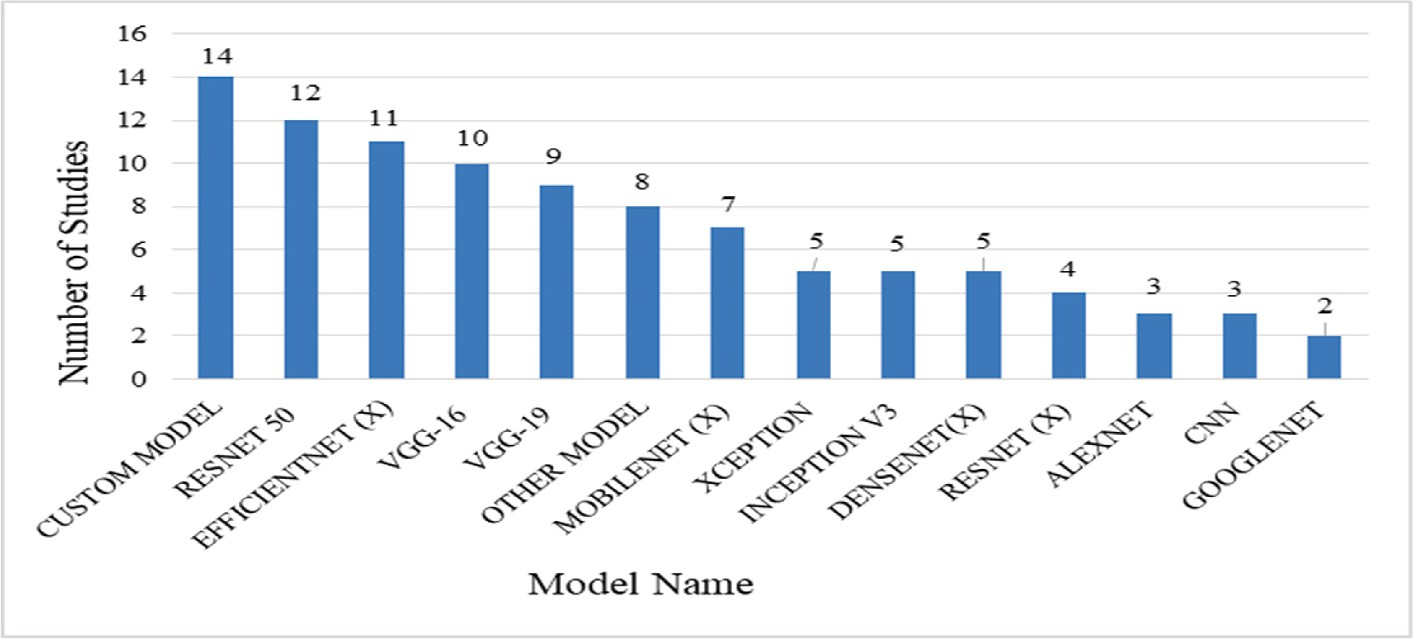 16
14
12
10
8
6
4
2
0
Number of Studies
14
12
11
10
9
8
7
5
5
5
4
3
3
2
CUSTOM MODEL
RESNET 50
EFFICIENTNET (X)
VGG-16
VGG-19
OTHER MODEL
MOBILENET (X)
XCEPTION
INCEPTION V3
DENSENET(X)
RESNET (X)
ALEXNET
CNN
GOOGLENET
Model Name